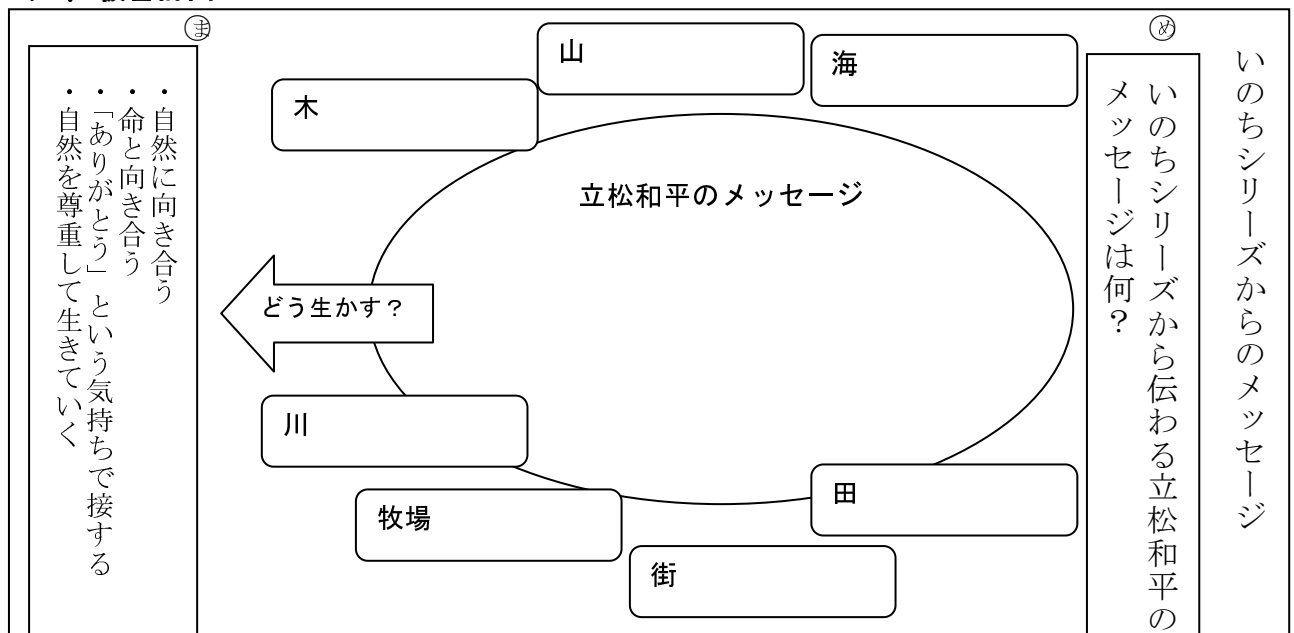 いのちシリーズからのメッセージ
め
いのちシリーズから伝わる立松和平の
メッセージは何？
海
山
木
立松和平のメッセージ
どう生かす？
川
牧場
街
田
ま
・自然に向き合う
・命と向き合う
・「ありがとう」という気持ちで接する
・自然を尊重して生きていく